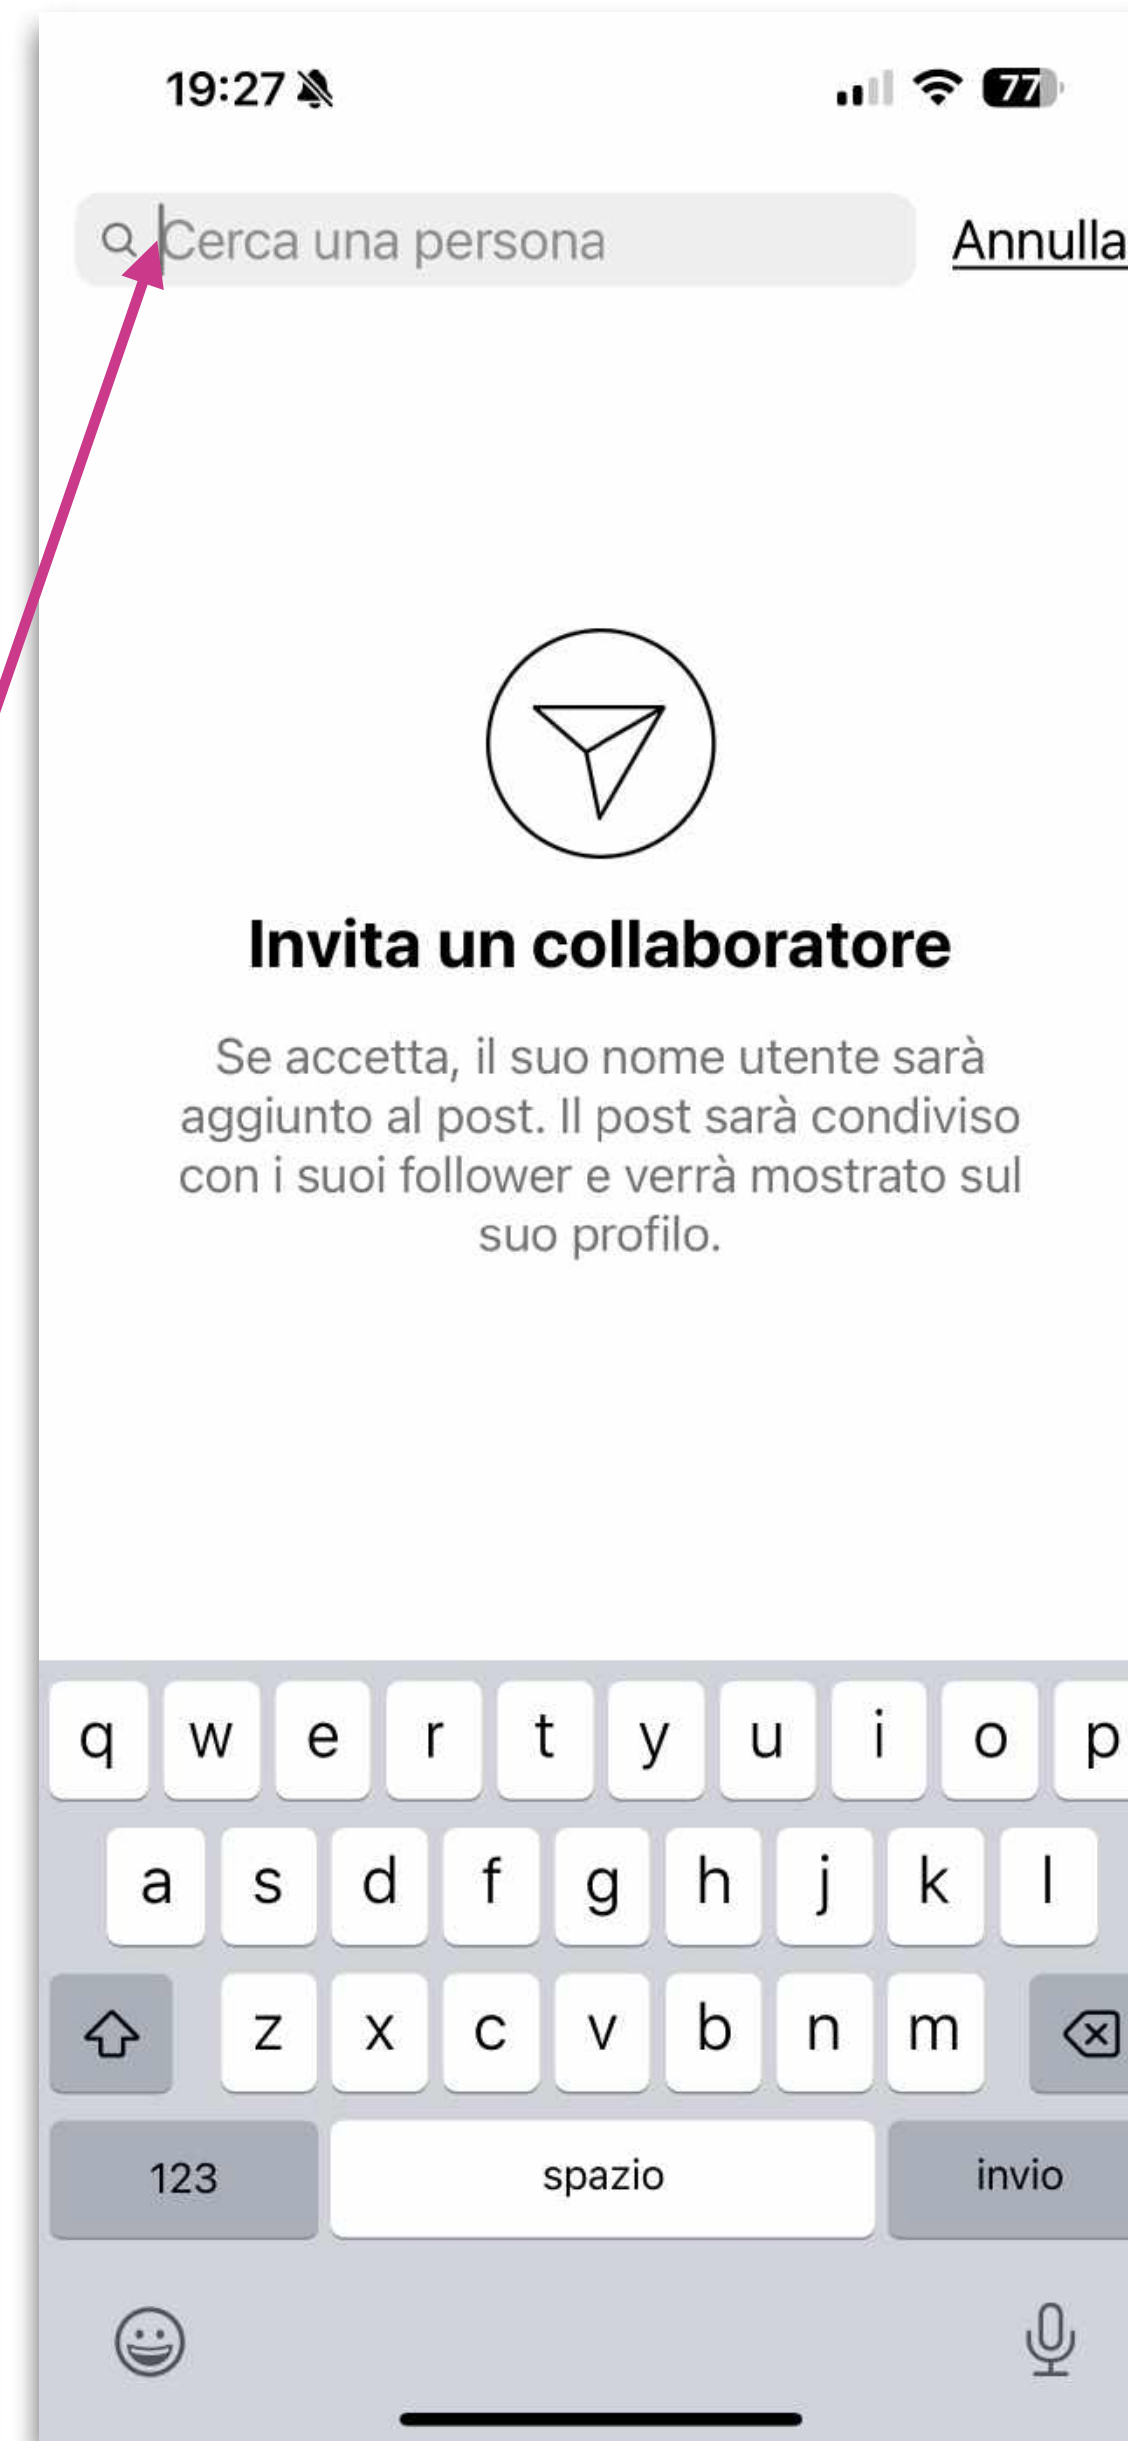 19:27
77
Cerca una persona
Annulla
Invita un collaboratore
Se accetta, il suo nome utente sarà
aggiunto al post. Il post sarà condiviso
con i suoi follower e verrà mostrato sul
suo profilo.
q w e r t y u i o p
a s d f g h j k l
z x c v b n m
123 spazio invio